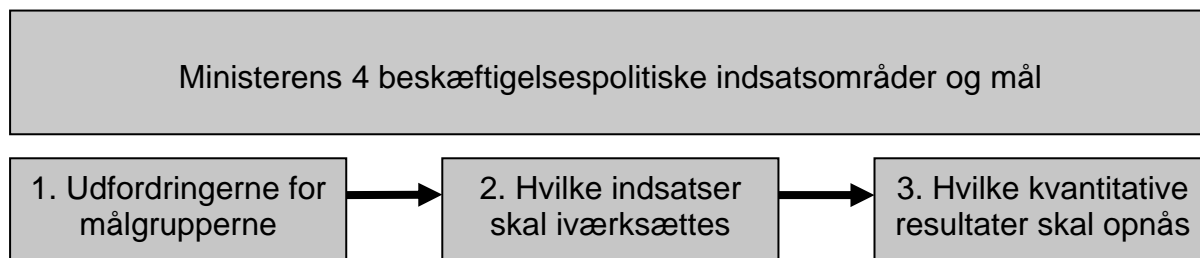 Ministerens 4 beskæftigelsespolitiske indsatsområder og mål
1. Udfordringerne for
målgrupperne
2. Hvilke indsatser
skal iværksættes
3. Hvilke kvantitative
resultater skal opnås